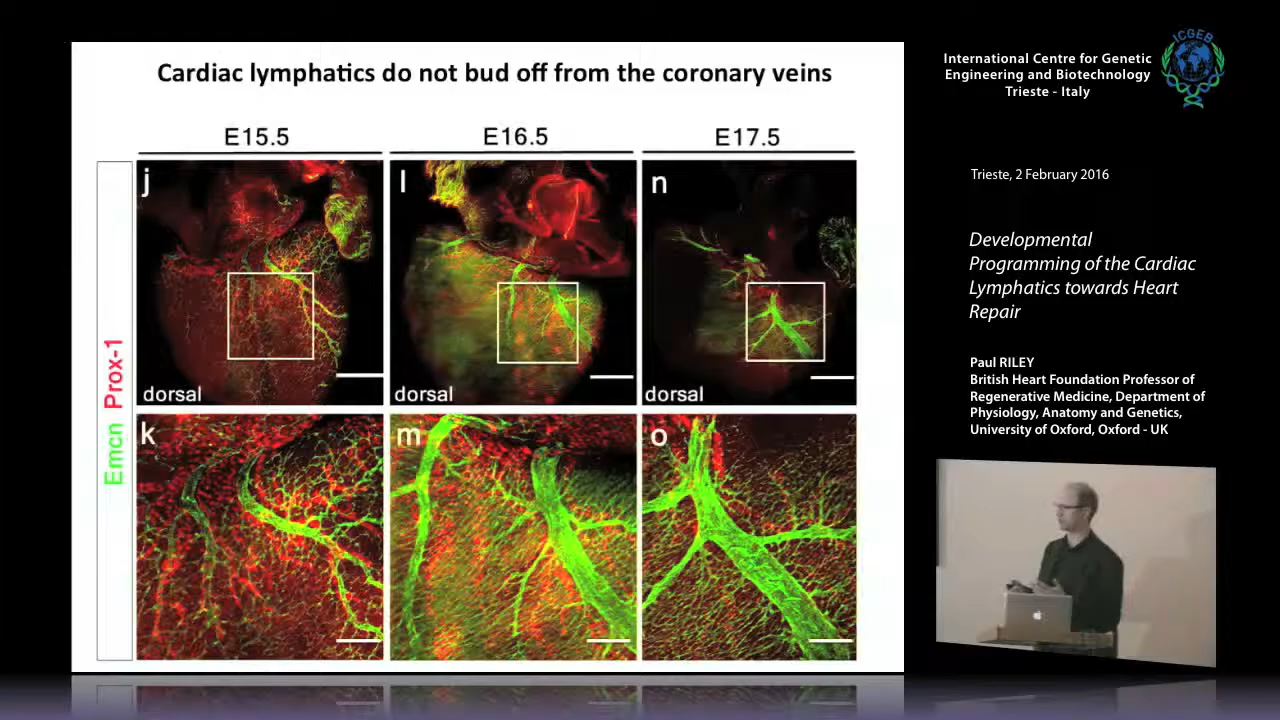 Cardiac lymphatics do not bud off from the coronary veins
E15.5
E16.5
E17.5
Emcn Prox-1
j
l
n
dorsal
dorsal
dorsal
k
m
o
ICGEB
International Centre for Genetic
Engineering and Biotechnology
Trieste - Italy
Trieste, 2 February 2016
Developmental
Programming of the Cardiac
Lymphatics towards Heart
Repair
Paul RILEY
British Heart Foundation Professor of
Regenerative Medicine, Department of
Physiology, Anatomy and Genetics,
University of Oxford, Oxford - UK